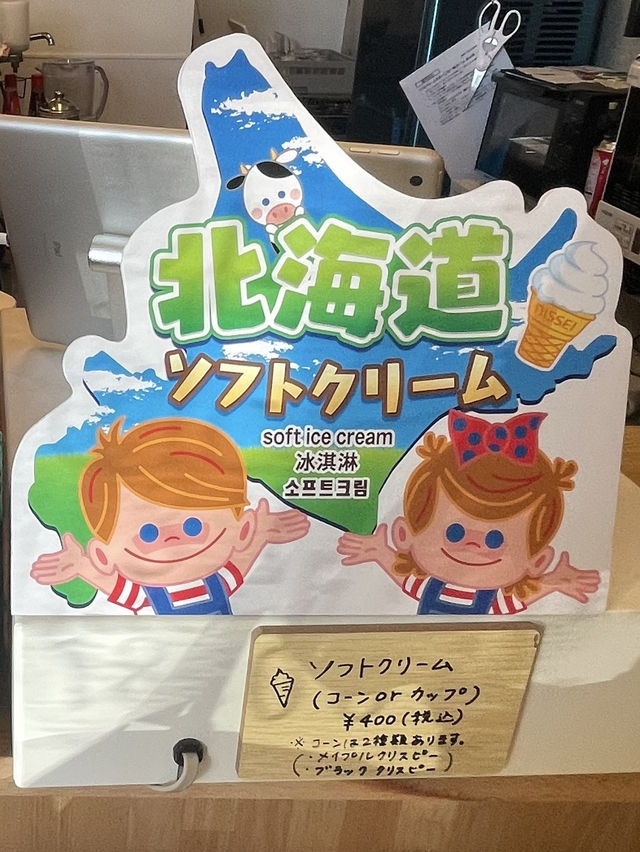 北海道
NISSEI
ソフトクリーム
soft ice cream
冰淇淋
소프트크림
ソフトクリーム
(コーン or カップ)
¥400(税込)
※コーンは2種類あります。
(・メイプルクリスピー
・ブラッククリスピー)